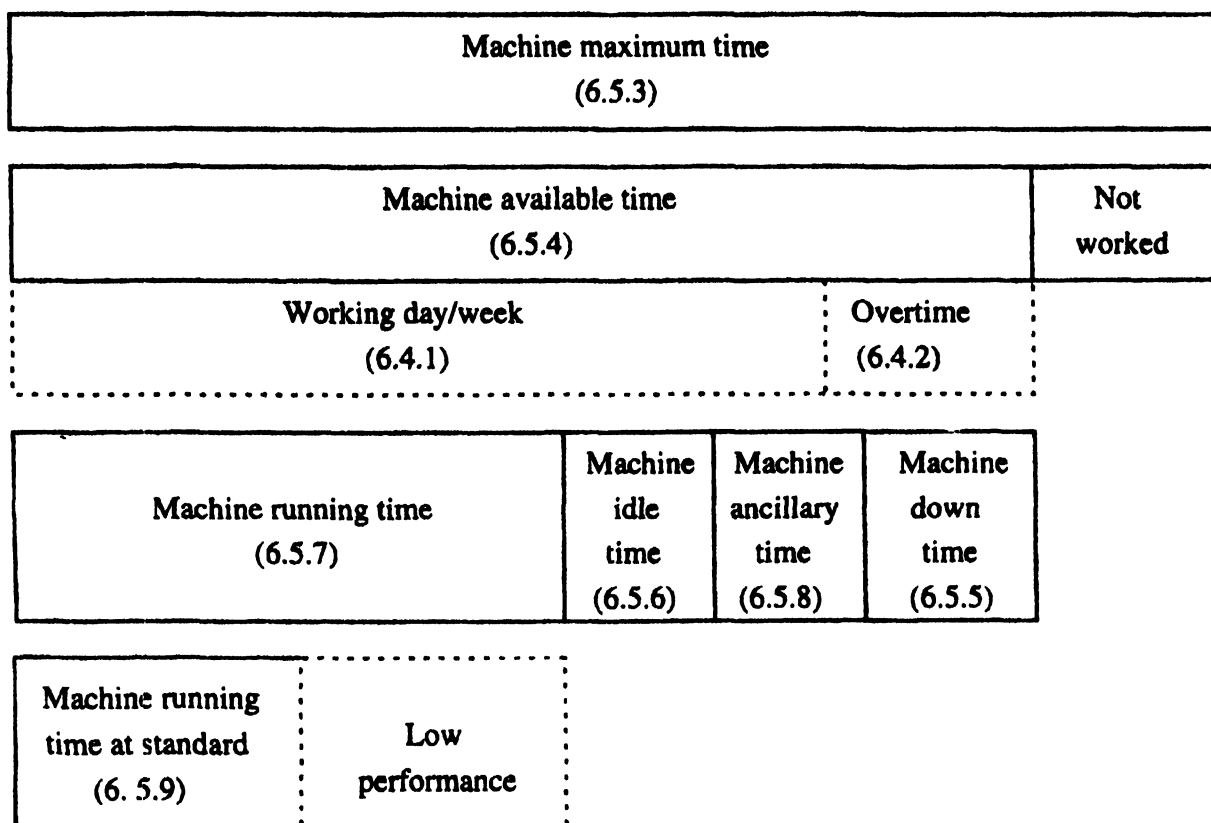 Machine maximum time
(6.5.3)
Machine available time
(6.5.4)
Not
worked
Working day/week
(6.4.1)
Overtime
(6.4.2)
Machine running time
(6.5.7)
Machine
idle
time
(6.5.6)
Machine
ancillary
time
(6.5.8)
Machine
down
time
(6.5.5)
Machine running
time at standard
(6. 5.9)
Low
performance